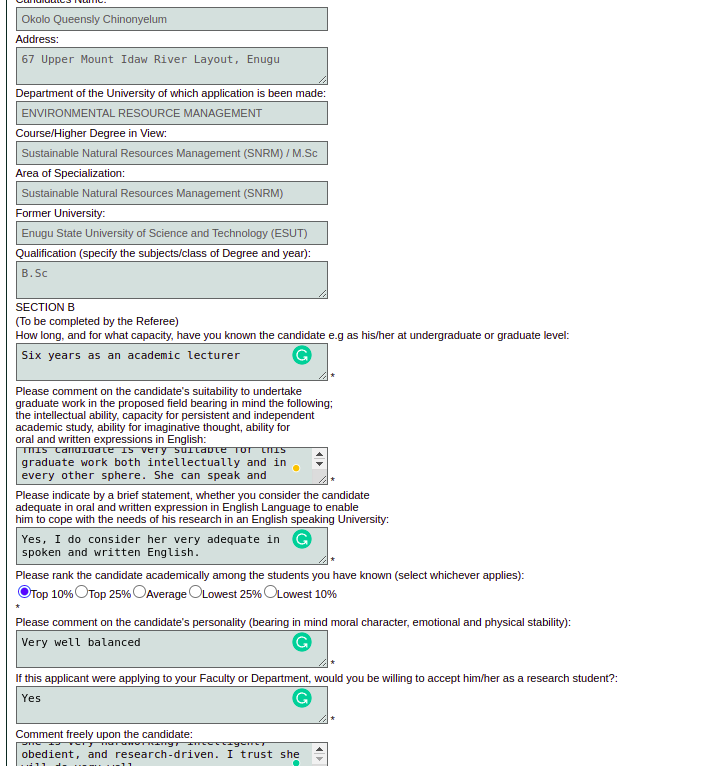 Candidates Name:
Okolo Queensly Chinonyelum
Address:
67 Upper Mount Idaw River Layout, Enugu
Department of the University of which application is been made:
ENVIRONMENTAL RESOURCE MANAGEMENT
Course/Higher Degree in View:
Sustainable Natural Resources Management (SNRM) / M.Sc
Area of Specialization:
Sustainable Natural Resources Management (SNRM)
Former University:
Enugu State University of Science and Technology (ESUT)
Qualification (specify the subjects/class of Degree and year):
B.Sc
SECTION B
(To be completed by the Referee)
How long, and for what capacity, have you known the candidate e.g as his/her at undergraduate or graduate level:
Six years as an academic lecturer
*
Please comment on the candidate's suitability to undertake
graduate work in the proposed field bearing in mind the following;
the intellectual ability, capacity for persistent and independent
academic study, ability for imaginative thought, ability for
oral and written expressions in English:
This candidate is very suitable for this
graduate work both intellectually and in
every other sphere. She can speak and
*
Please indicate by a brief statement, whether you consider the candidate
adequate in oral and written expression in English Language to enable
him to cope with the needs of his research in an English speaking University:
Yes, I do consider her very adequate in
spoken and written English.
*
Please rank the candidate academically among the students you have known (select whichever applies):
Top 10% Top 25% Average Lowest 25% Lowest 10%
*
Please comment on the candidate's personality (bearing in mind moral character, emotional and physical stability):
Very well balanced
*
If this applicant were applying to your Faculty or Department, would you be willing to accept him/her as a research student?:
Yes
*
Comment freely upon the candidate:
She is very hardworking, intelligent,
obedient, and research-driven. I trust she
will do very well